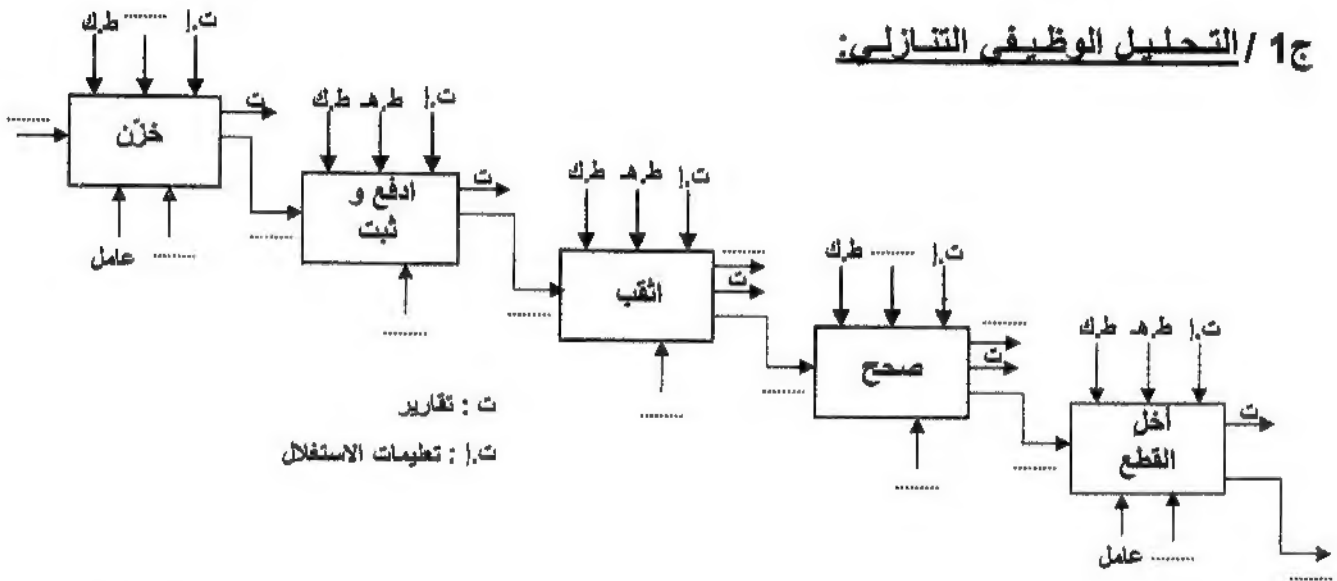 ج1 / التحليل الوظيفي التنازلي:
ط.ك ......... ت.إ
......... خزّن ت
عامل .........
ط.ك ط.هـ ت.إ
......... ادفع و ت
ثبت
.........
ط.ك ط.هـ ت.إ
......... اثقب .........
ت
.........
ط.ك ......... ت.إ
......... صحح .........
ت
.........
ط.ك ط.هـ ت.إ
......... أخل ت
القطع
عامل .........
.........
ت : تقارير
ت.إ : تعليمات الاستغلال